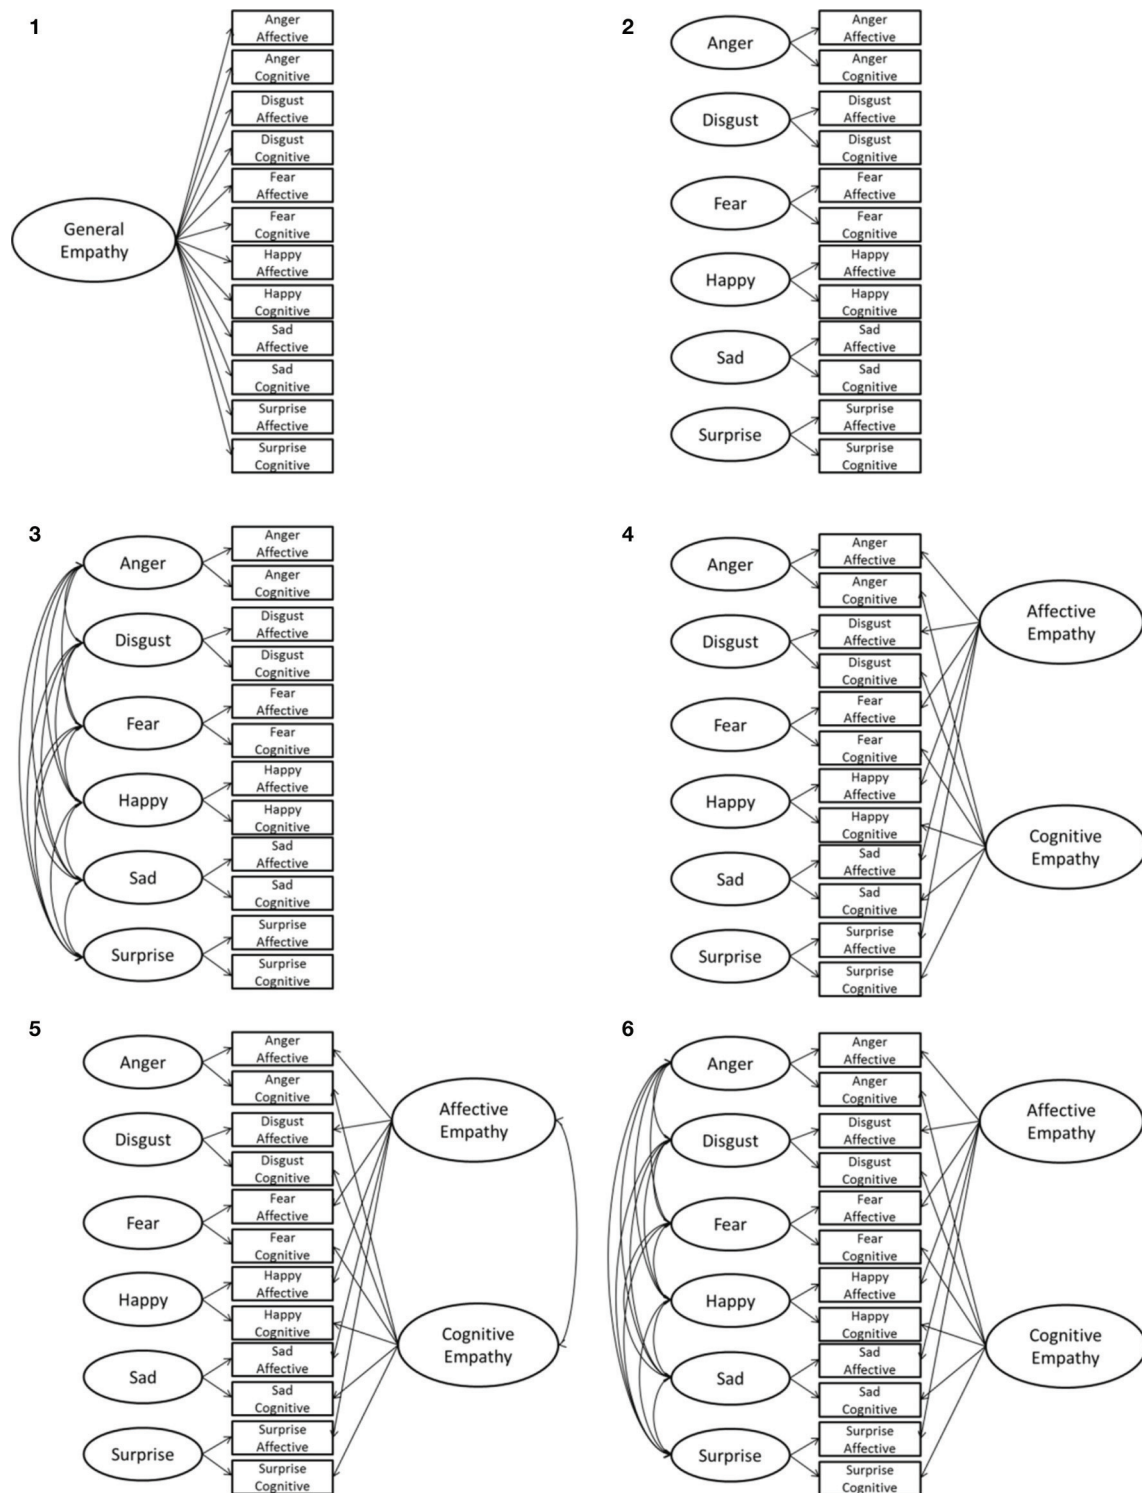 1
General
Empathy
Anger
Affective
Anger
Cognitive
Disgust
Affective
Disgust
Cognitive
Fear
Affective
Fear
Cognitive
Happy
Affective
Happy
Cognitive
Sad
Affective
Sad
Cognitive
Surprise
Affective
Surprise
Cognitive
2
Anger
Disgust
Fear
Happy
Sad
Surprise
Anger
Affective
Anger
Cognitive
Disgust
Affective
Disgust
Cognitive
Fear
Affective
Fear
Cognitive
Happy
Affective
Happy
Cognitive
Sad
Affective
Sad
Cognitive
Surprise
Affective
Surprise
Cognitive
3
Anger
Disgust
Fear
Happy
Sad
Surprise
Anger
Affective
Anger
Cognitive
Disgust
Affective
Disgust
Cognitive
Fear
Affective
Fear
Cognitive
Happy
Affective
Happy
Cognitive
Sad
Affective
Sad
Cognitive
Surprise
Affective
Surprise
Cognitive
4
Anger
Disgust
Fear
Happy
Sad
Surprise
Anger
Affective
Anger
Cognitive
Disgust
Affective
Disgust
Cognitive
Fear
Affective
Fear
Cognitive
Happy
Affective
Happy
Cognitive
Sad
Affective
Sad
Cognitive
Surprise
Affective
Surprise
Cognitive
Affective
Empathy
Cognitive
Empathy
5
Anger
Disgust
Fear
Happy
Sad
Surprise
Anger
Affective
Anger
Cognitive
Disgust
Affective
Disgust
Cognitive
Fear
Affective
Fear
Cognitive
Happy
Affective
Happy
Cognitive
Sad
Affective
Sad
Cognitive
Surprise
Affective
Surprise
Cognitive
Affective
Empathy
Cognitive
Empathy
6
Anger
Disgust
Fear
Happy
Sad
Surprise
Anger
Affective
Anger
Cognitive
Disgust
Affective
Disgust
Cognitive
Fear
Affective
Fear
Cognitive
Happy
Affective
Happy
Cognitive
Sad
Affective
Sad
Cognitive
Surprise
Affective
Surprise
Cognitive
Affective
Empathy
Cognitive
Empathy